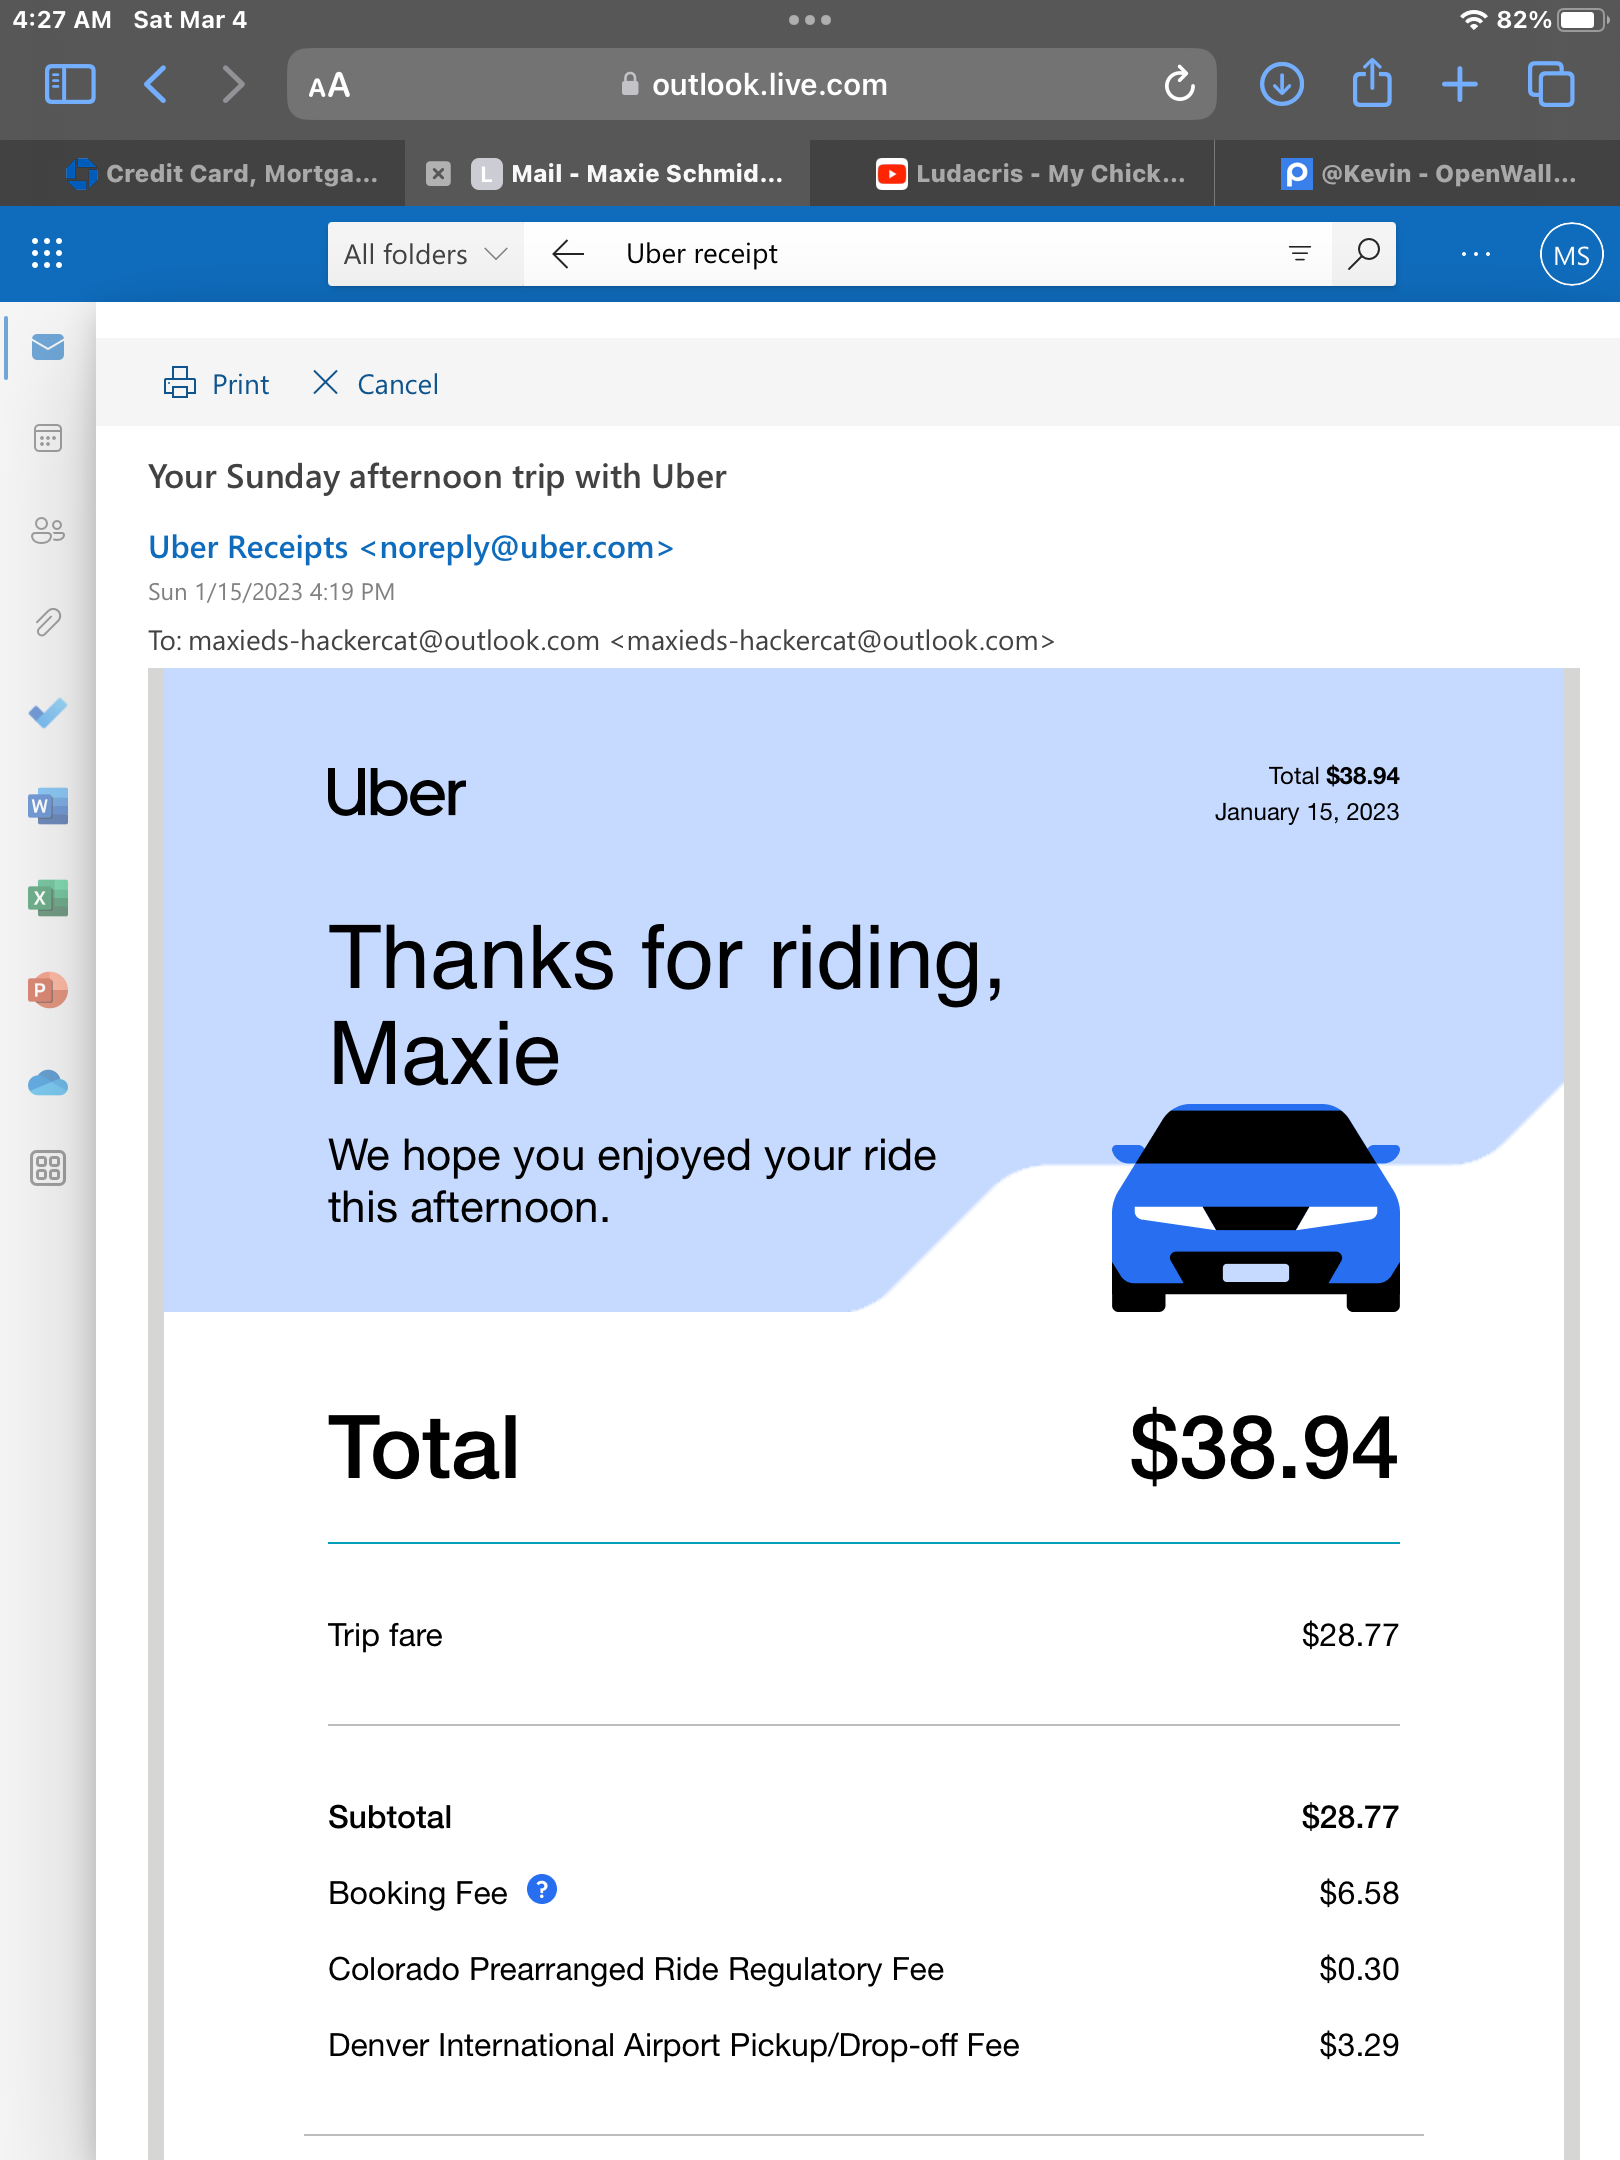 4:27 AM Sat Mar 4
82%
AA
outlook.live.com
Credit Card, Mortga...
L Mail - Maxie Schmid...
Ludacris - My Chick...
@Kevin - OpenWall...
All folders
Uber receipt
MS
Print
Cancel
Your Sunday afternoon trip with Uber
Uber Receipts <noreply@uber.com>
Sun 1/15/2023 4:19 PM
To: maxieds-hackercat@outlook.com <maxieds-hackercat@outlook.com>
Uber
Total $38.94
January 15, 2023
Thanks for riding,
Maxie
We hope you enjoyed your ride
this afternoon.
Total $38.94
Trip fare $28.77
Subtotal $28.77
Booking Fee ? $6.58
Colorado Prearranged Ride Regulatory Fee $0.30
Denver International Airport Pickup/Drop-off Fee $3.29
W
X
P